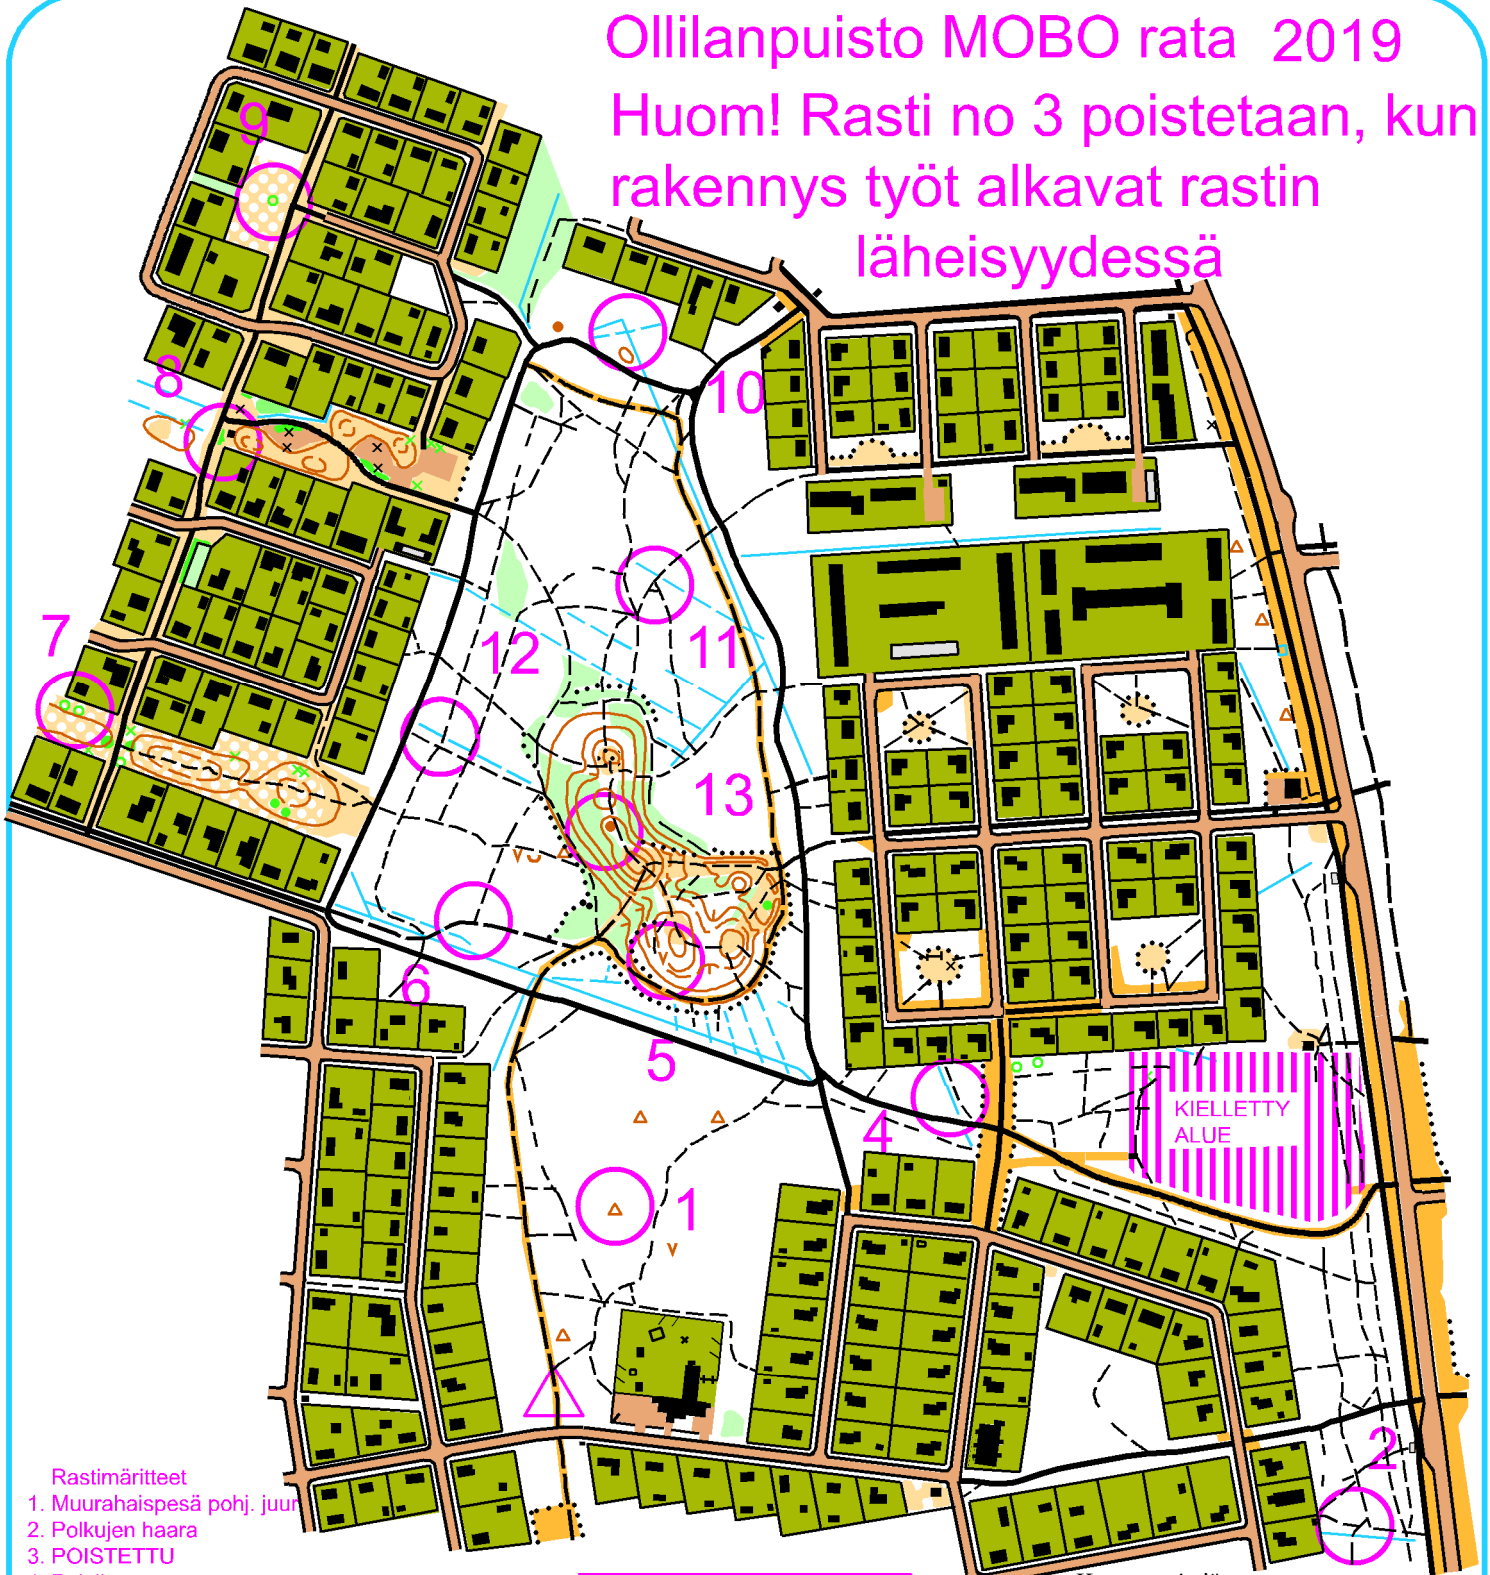 Ollilanpuisto MOBO rata 2019
Huom! Rasti no 3 poistetaan, kun
rakennys työt alkavat rastin
läheisyydessä
9
8
10
7
12
11
13
6
5
4
KIELLETTY
ALUE
1
2
Rastimäritteet
1. Muurahaispesä pohj. juuri
2. Polkujen haara
3. POISTETTU